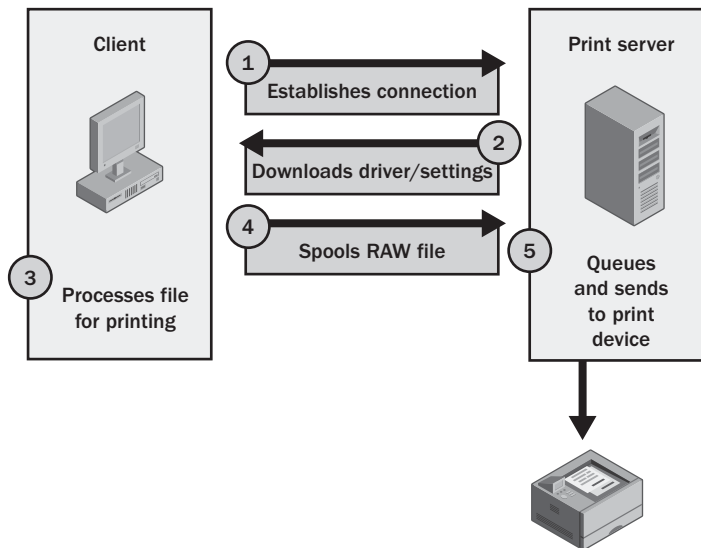 Client
Print server
1
Establishes connection
2
Downloads driver/settings
4
Spools RAW file
3
Processes file
for printing
5
Queues
and sends
to print
device